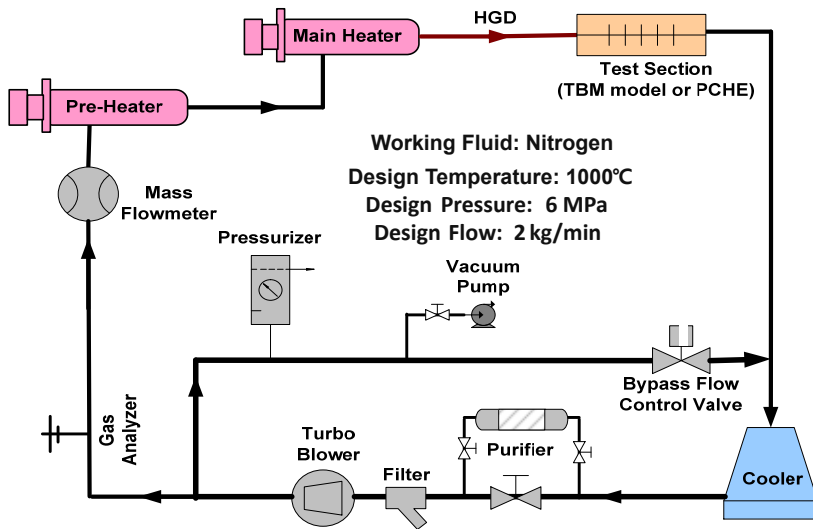 HGD
Main Heater
Test Section
(TBM model or PCHE)
Pre-Heater
Working Fluid: Nitrogen
Design Temperature: 1000℃
Design Pressure: 6 MPa
Design Flow: 2 kg/min
Mass
Flowmeter
Pressurizer
Vacuum
Pump
Bypass Flow
Control Valve
Gas
Analyzer
Turbo
Blower
Filter
Purifier
Cooler